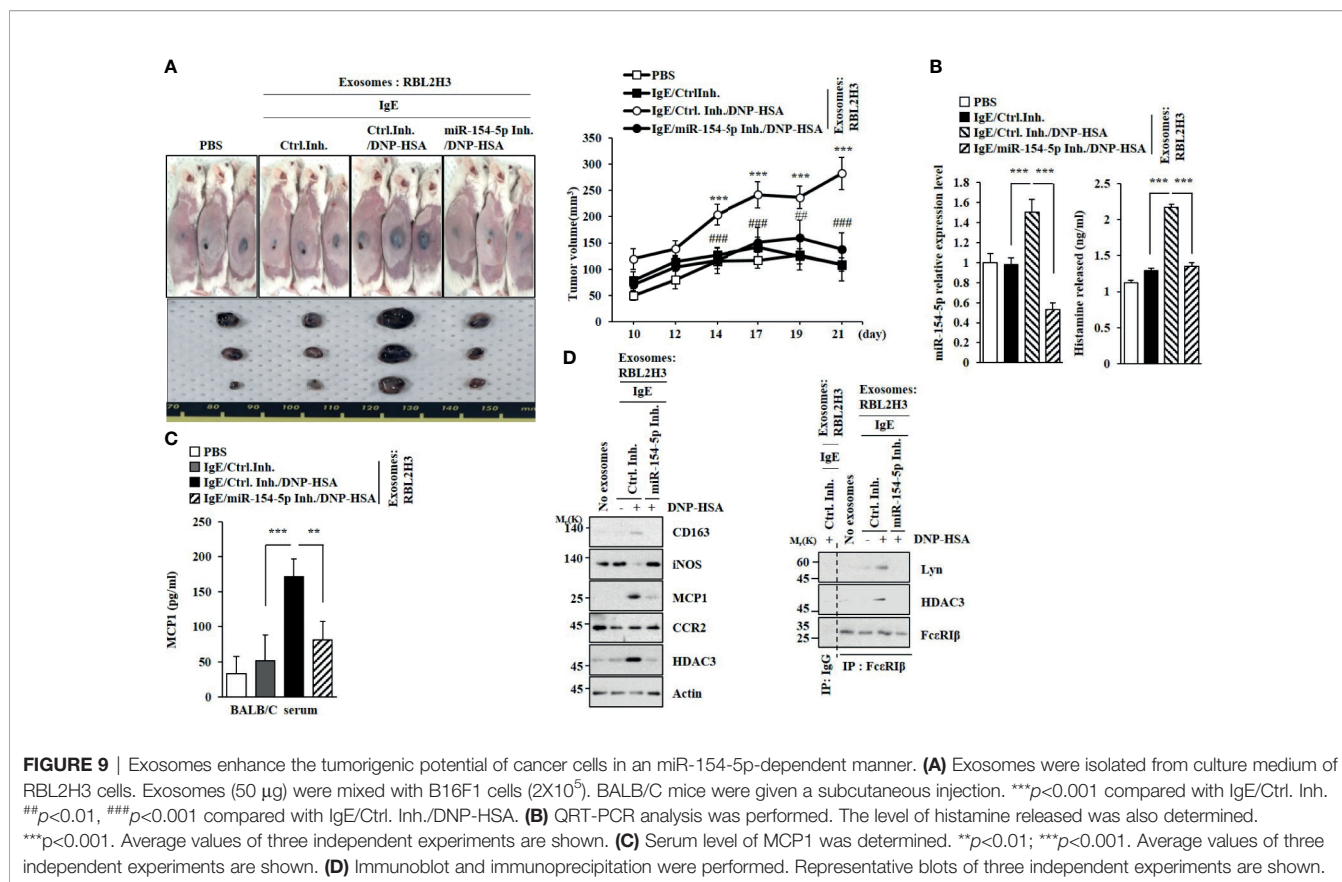 A
Exosomes : RBL2H3
IgE
PBS
Ctrl.Inh.
Ctrl.Inh.
/DNP-HSA
miR-154-5p Inh.
/DNP-HSA
70 80 90 100 110 120 130 140 150
PBS
IgE/CtrlInh.
IgE/Ctrl. Inh./DNP-HSA
IgE/miR-154-5p Inh./DNP-HSA
Exosomes:
RBL2H3
Tumor volume(mm3)
350
300
250
200
150
100
50
0
*** *** *** ***
### ### ## ###
10 12 14 17 19 21 (day)
B
PBS
IgE/Ctrl.Inh.
IgE/Ctrl. Inh./DNP-HSA
IgE/miR-154-5p Inh./DNP-HSA
Exosomes:
RBL2H3
miR-154-5p relative expression level
1.8
1.6
1.4
1.2
1.0
0.8
0.6
0.4
0.2
0
*** ***
Histamine released (ng/ml)
2.5
2
1.5
1
0.5
0
*** ***
C
PBS
IgE/Ctrl.Inh.
IgE/Ctrl.Inh./DNP-HSA
IgE/miR-154-5p Inh./DNP-HSA
Exosomes:
RBL2H3
MCP1 (pg/ml)
250
200
150
100
50
0
*** **
BALB/C serum
D
Exosomes:
RBL2H3
IgE
No exosomes
Ctrl. Inh.
miR-154-5p Inh.
- + + DNP-HSA
Mr(K)
140 CD163
140 iNOS
25 MCP1
45 CCR2
45 HDAC3
45 Actin
Exosomes:
RBL2H3
IgE
Ctrl. Inh.
Exosomes:
RBL2H3
IgE
No exosomes
Ctrl. Inh.
miR-154-5p Inh.
Mr(K) + - + + DNP-HSA
60
45
Lyn
45 HDAC3
35
25
FcεRIβ
IP: IgG
IP : FcεRIβ
FIGURE 9 | Exosomes enhance the tumorigenic potential of cancer cells in an miR-154-5p-dependent manner. (A) Exosomes were isolated from culture medium of
RBL2H3 cells. Exosomes (50 μg) were mixed with B16F1 cells (2X10^5). BALB/C mice were given a subcutaneous injection. ***p<0.001 compared with IgE/Ctrl. Inh.
##p<0.01, ###p<0.001 compared with IgE/Ctrl. Inh./DNP-HSA. (B) QRT-PCR analysis was performed. The level of histamine released was also determined.
***p<0.001. Average values of three independent experiments are shown. (C) Serum level of MCP1 was determined. **p<0.01; ***p<0.001. Average values of three
independent experiments are shown. (D) Immunoblot and immunoprecipitation were performed. Representative blots of three independent experiments are shown.